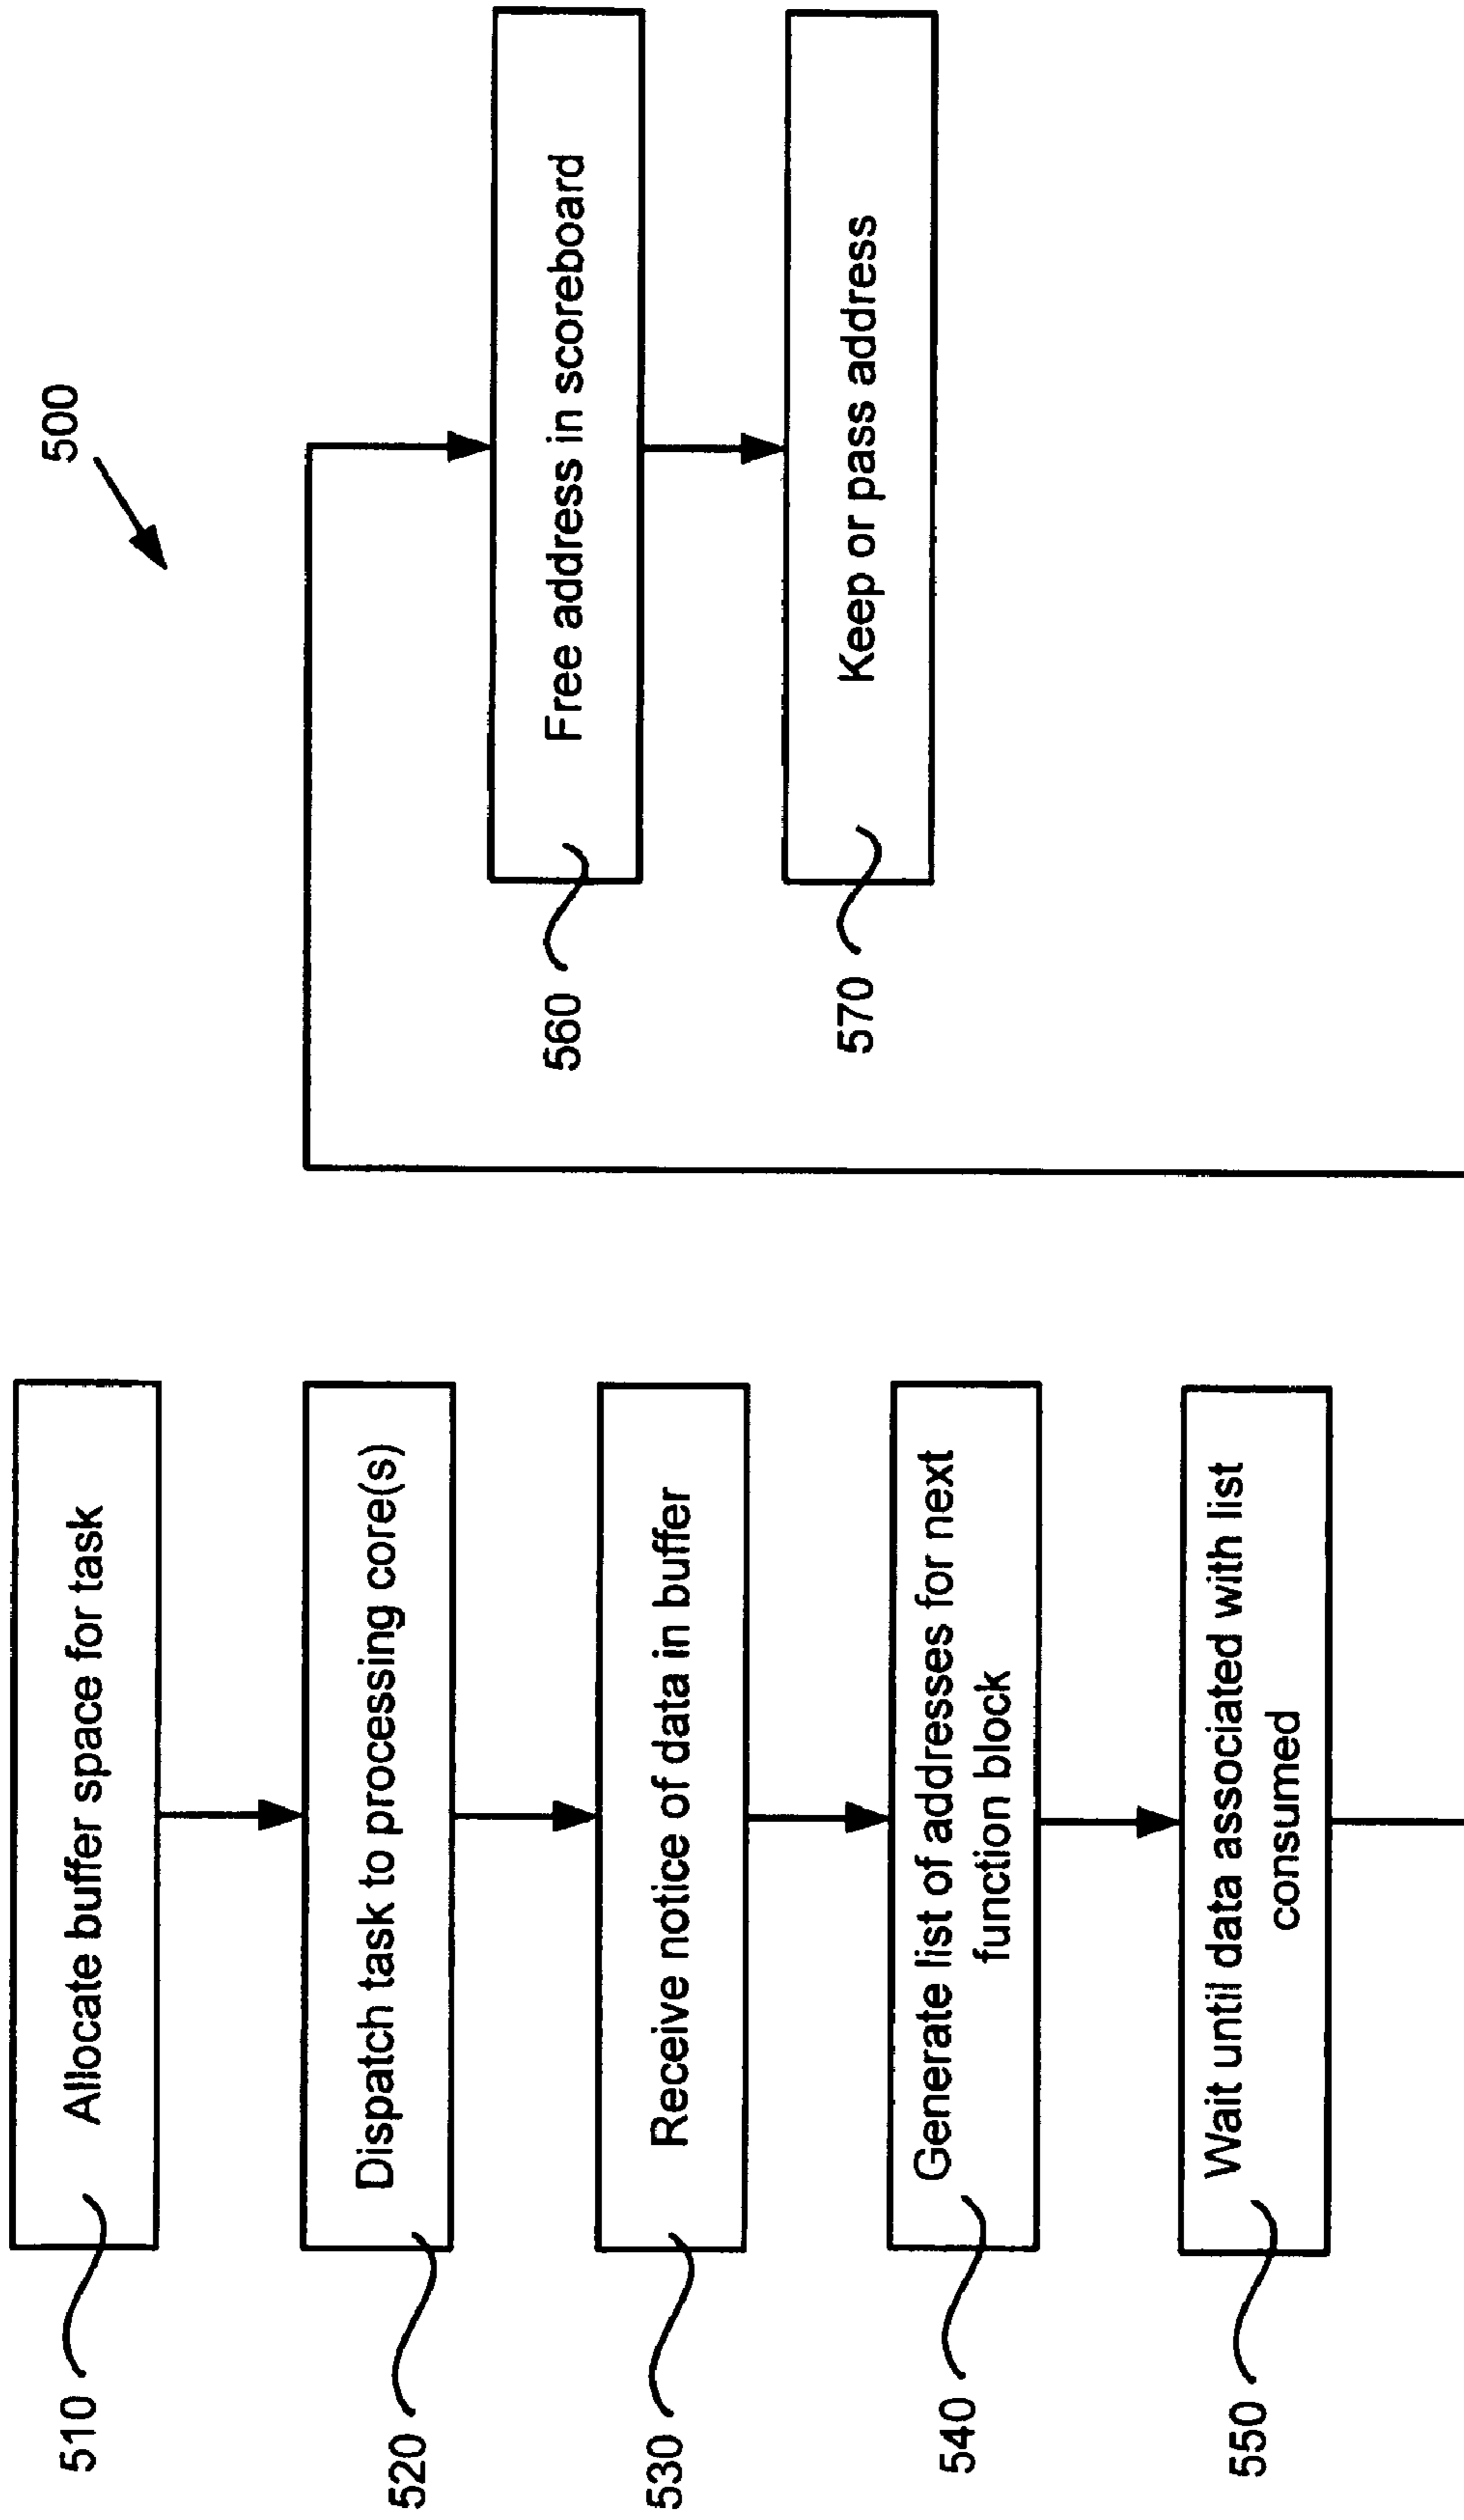 500
510
Allocate buffer space for task
520
Dispatch task to processing core(s)
530
Receive notice of data in buffer
540
Generate list of addresses for next
function block
550
Wait until data associated with list
consumed
560
Free address in scoreboard
570
Keep or pass address